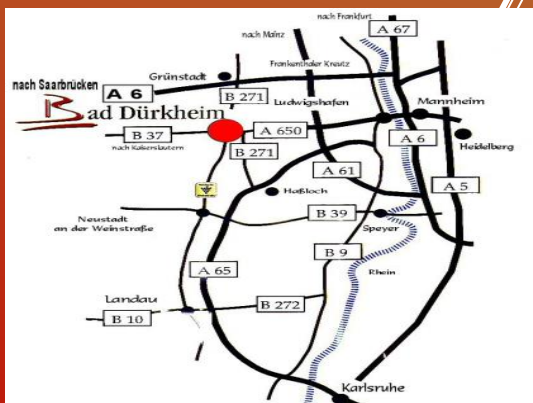 nach Frankfurt
A 67
nach Mainz
Frankenthaler Kreutz
Grünstadt
nach Saarbrücken
A 6
B 271
Ludwigshafen
Mannheim
Bad Dürkheim
B 37
A 650
A 6
nach Kaiserslautern
B 271
Heidelberg
A 61
A 5
Haßloch
Neustadt
an der Weinstraße
B 39
Speyer
B 9
Rhein
A 65
Landau
B 272
B 10
Karlsruhe